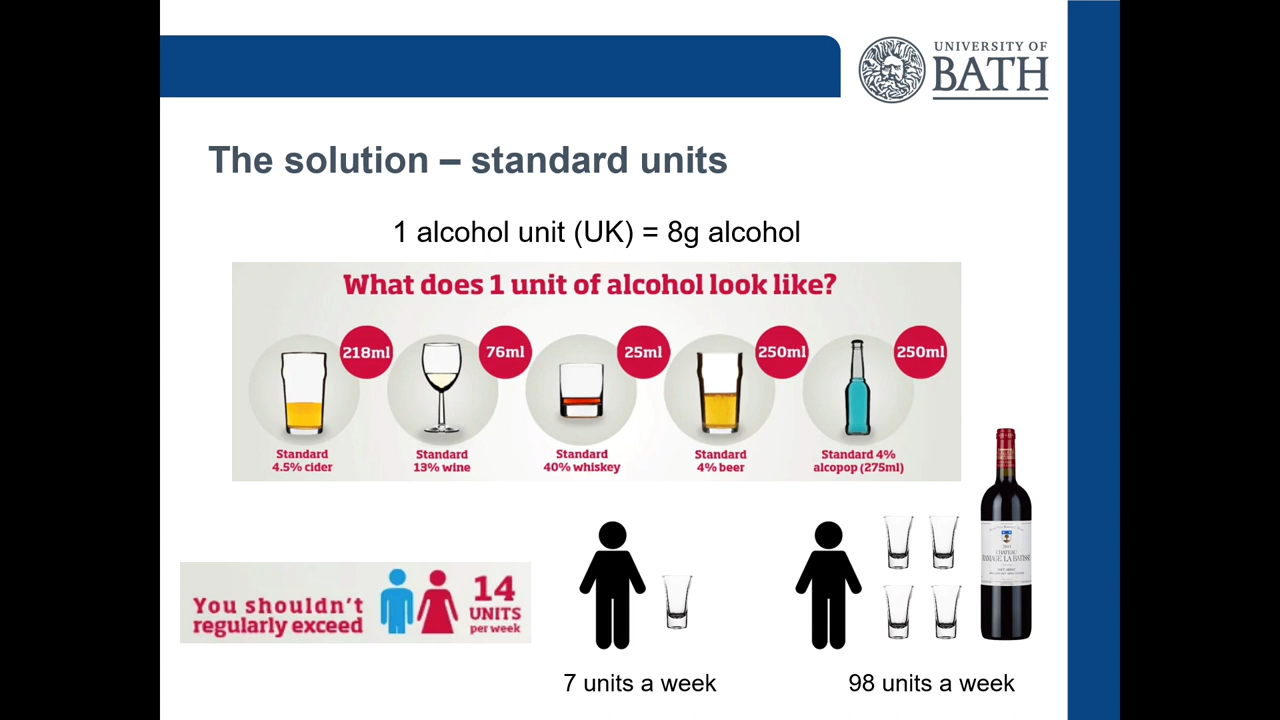 UNIVERSITY OF
BATH
The solution – standard units
1 alcohol unit (UK) = 8g alcohol
What does 1 unit of alcohol look like?
218ml
76ml
25ml
250ml
250ml
Standard
4.5% cider
Standard
13% wine
Standard
40% whiskey
Standard
4% beer
Standard 4%
alcopop (275ml)
You shouldn't
regularly exceed
14
UNITS
per week
7 units a week
98 units a week